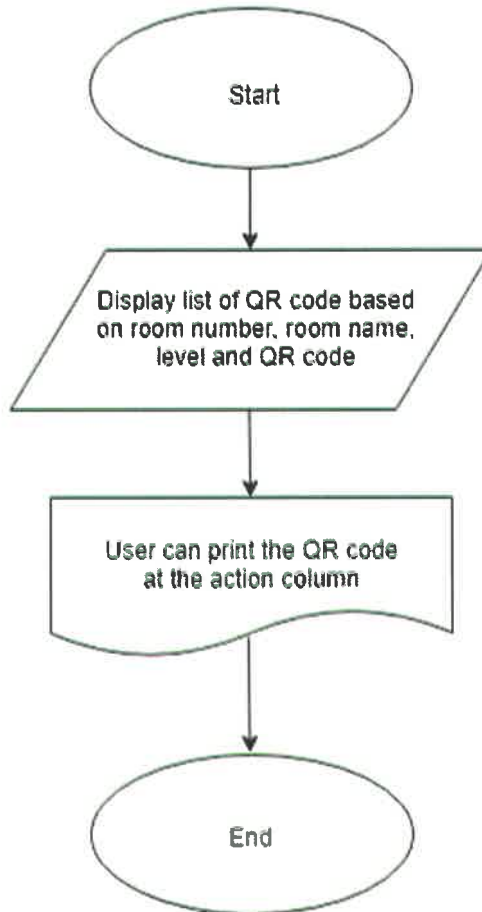 Start
Display list of QR code based
on room number, room name,
level and QR code
User can print the QR code
at the action column
End